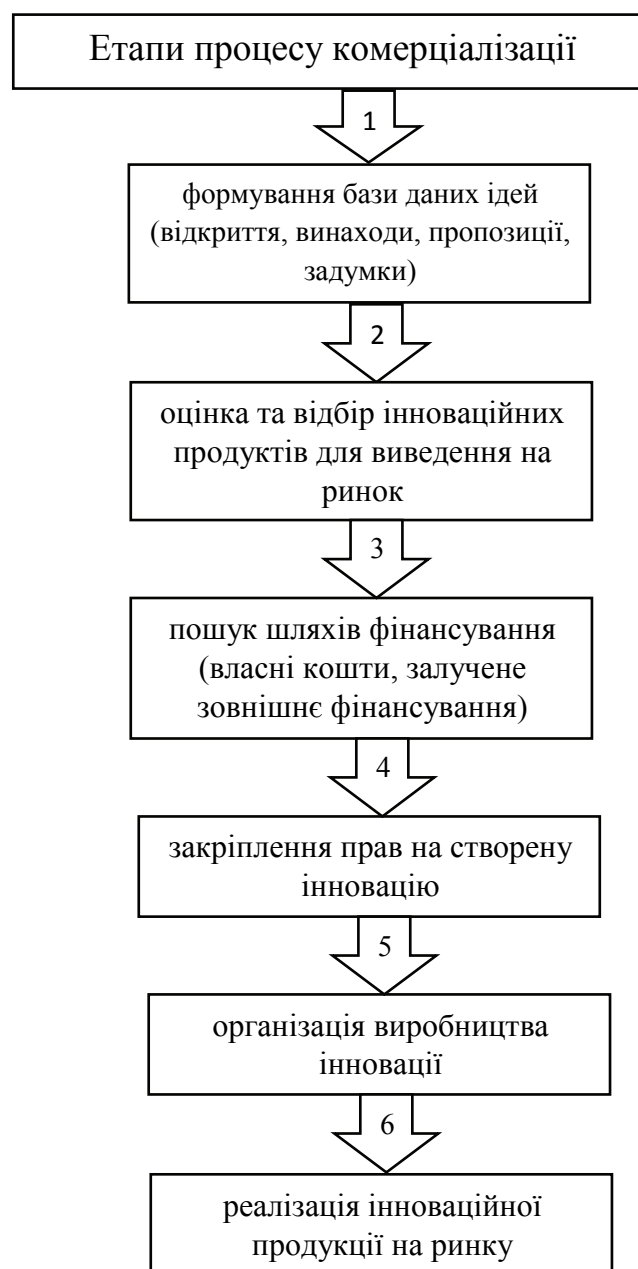 Етапи процесу комерціалізації
1
формування бази даних ідей
(відкриття, винаходи, пропозиції,
задумки)
2
оцінка та відбір інноваційних
продуктів для виведення на
ринок
3
пошук шляхів фінансування
(власні кошти, залучене
зовнішнє фінансування)
4
закріплення прав на створену
інновацію
5
організація виробництва
інновації
6
реалізація інноваційної
продукції на ринку